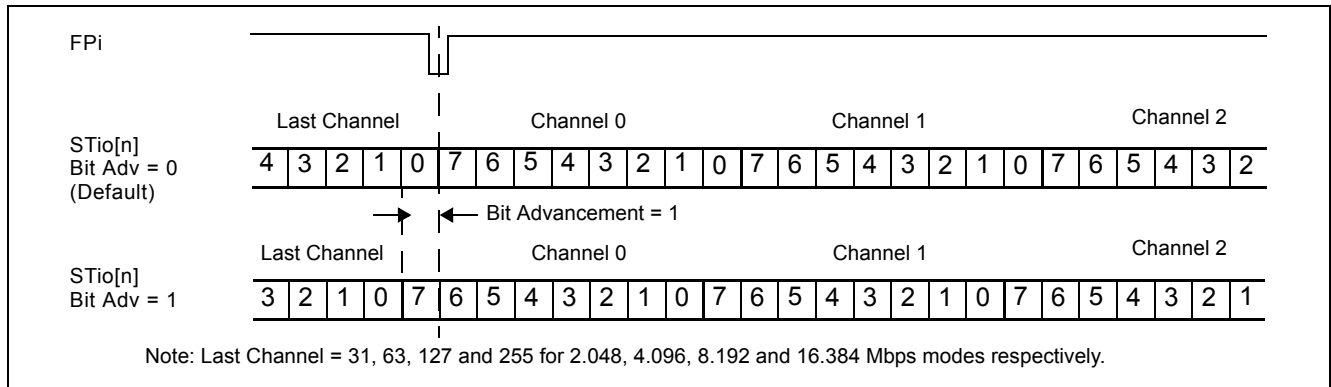 FPi
Last Channel Channel 0 Channel 1 Channel 2
STio[n]
Bit Adv = 0
(Default)
4 3 2 1 0 7 6 5 4 3 2 1 0 7 6 5 4 3 2 1 0 7 6 5 4 3 2
Bit Advancement = 1
Last Channel Channel 0 Channel 1 Channel 2
STio[n]
Bit Adv = 1
3 2 1 0 7 6 5 4 3 2 1 0 7 6 5 4 3 2 1 0 7 6 5 4 3 2 1
Note: Last Channel = 31, 63, 127 and 255 for 2.048, 4.096, 8.192 and 16.384 Mbps modes respectively.